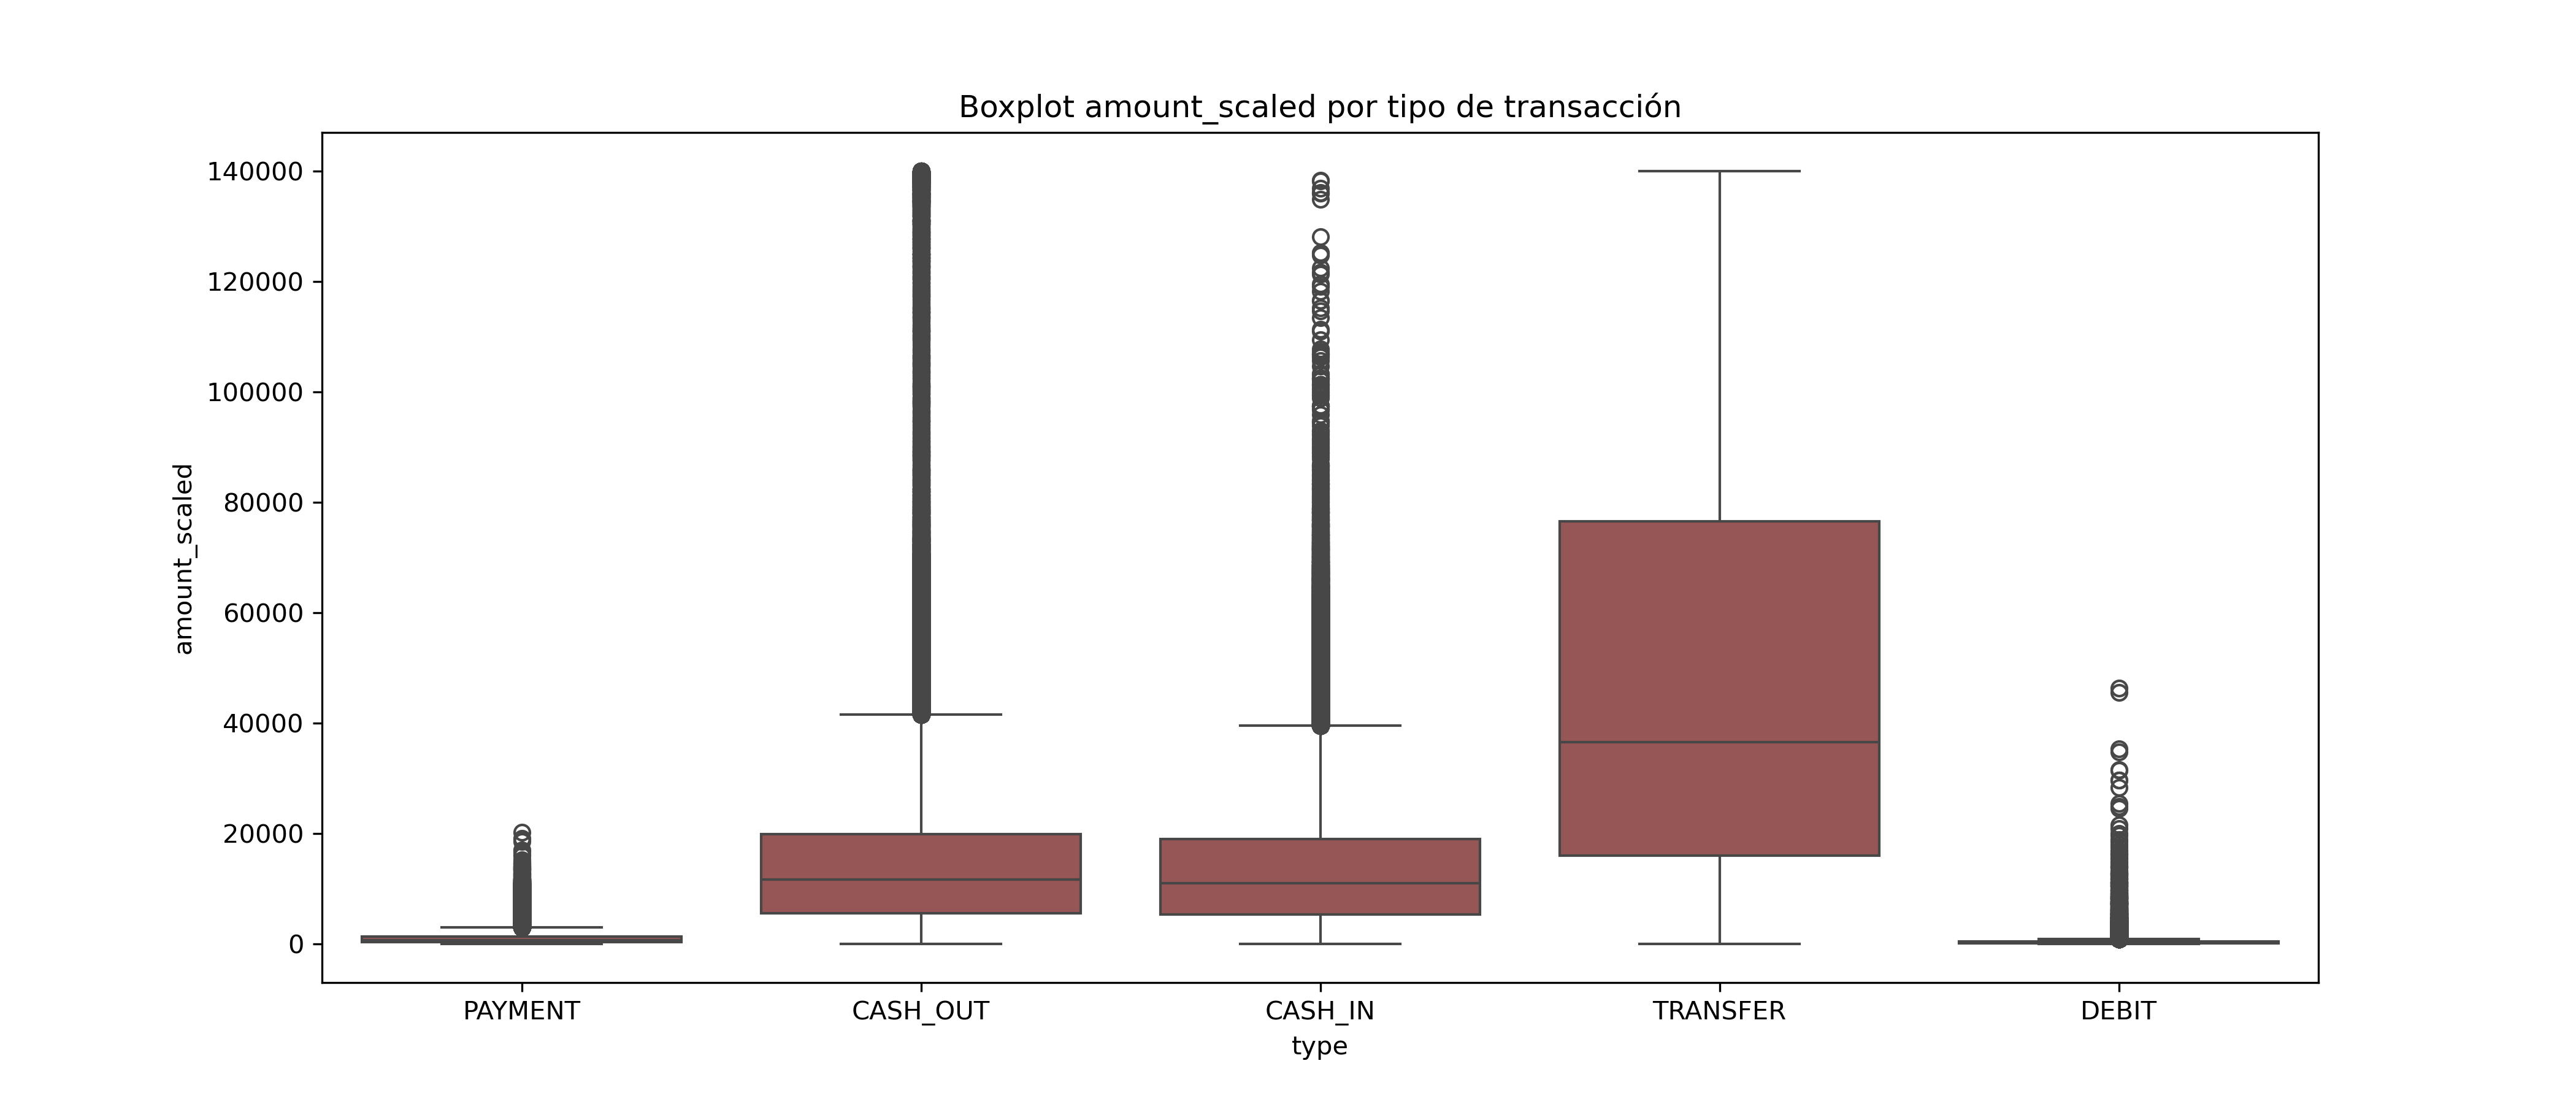 Boxplot amount_scaled por tipo de transacción
amount_scaled
140000
120000
100000
80000
60000
40000
20000
0
PAYMENT CASH_OUT CASH_IN TRANSFER DEBIT
type